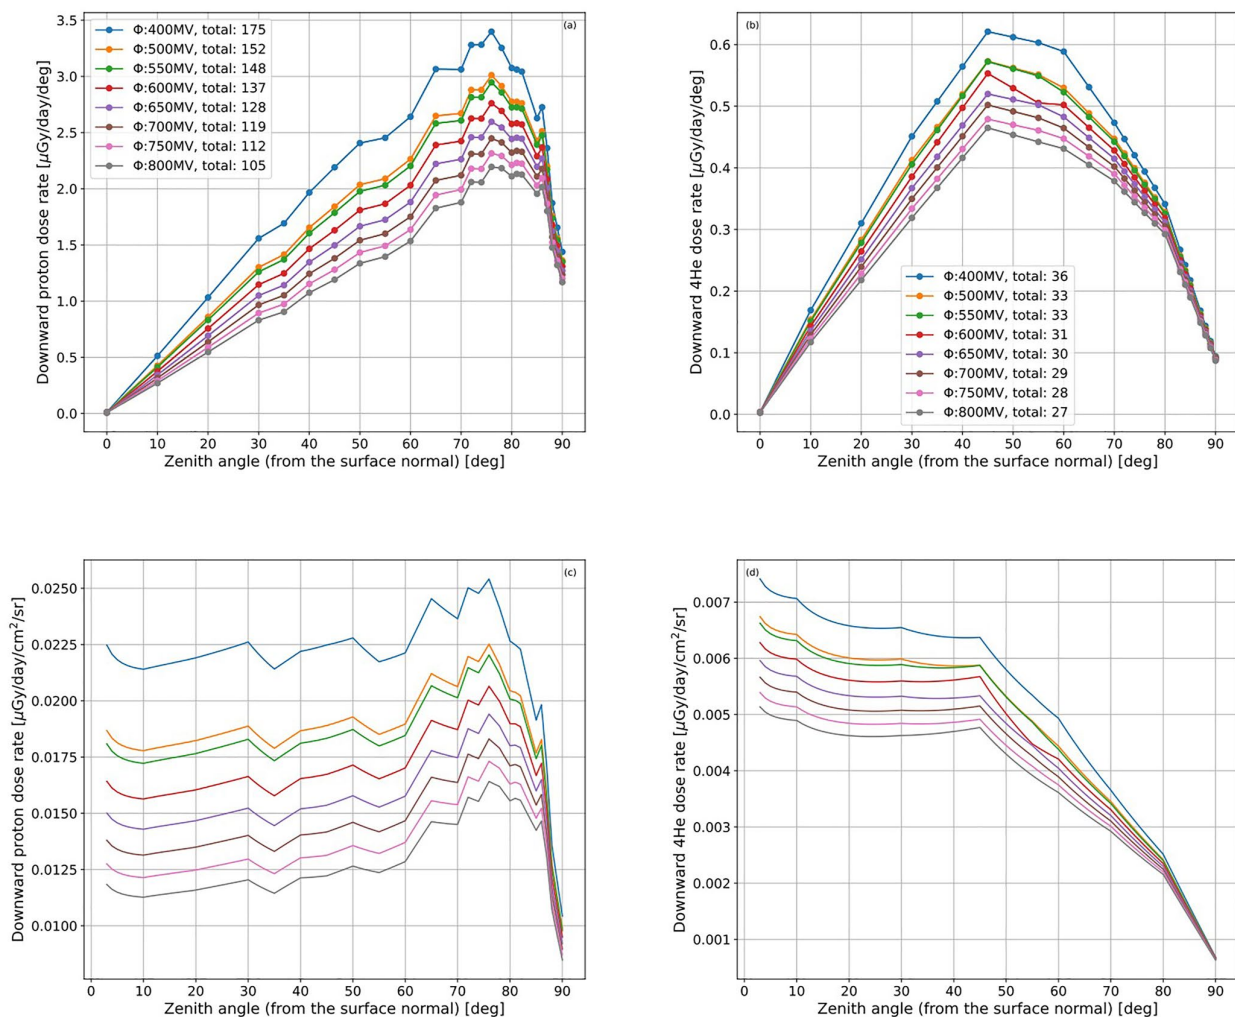 (a)
Downward proton dose rate [μGy/day/deg]
3.5
3.0
2.5
2.0
1.5
1.0
0.5
0.0
Φ:400MV, total: 175
Φ:500MV, total: 152
Φ:550MV, total: 148
Φ:600MV, total: 137
Φ:650MV, total: 128
Φ:700MV, total: 119
Φ:750MV, total: 112
Φ:800MV, total: 105
0 10 20 30 40 50 60 70 80 90
Zenith angle (from the surface normal) [deg]
(b)
Downward 4He dose rate [μGy/day/deg]
0.6
0.5
0.4
0.3
0.2
0.1
0.0
Φ:400MV, total: 36
Φ:500MV, total: 33
Φ:550MV, total: 33
Φ:600MV, total: 31
Φ:650MV, total: 30
Φ:700MV, total: 29
Φ:750MV, total: 28
Φ:800MV, total: 27
0 10 20 30 40 50 60 70 80 90
Zenith angle (from the surface normal) [deg]
(c)
Downward proton dose rate [μGy/day/cm²/sr]
0.0250
0.0225
0.0200
0.0175
0.0150
0.0125
0.0100
0 10 20 30 40 50 60 70 80 90
Zenith angle (from the surface normal) [deg]
(d)
Downward 4He dose rate [μGy/day/cm²/sr]
0.007
0.006
0.005
0.004
0.003
0.002
0.001
0 10 20 30 40 50 60 70 80 90
Zenith angle (from the surface normal) [deg]